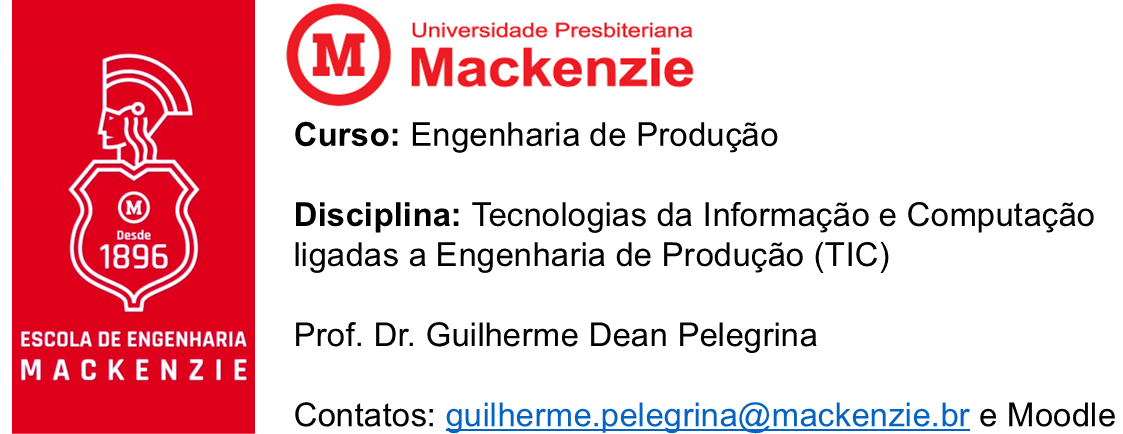 M
Desde
1896
ESCOLA DE ENGENHARIA
MACKENZIE
M
Universidade Presbiteriana
Mackenzie
Curso: Engenharia de Produção
Disciplina: Tecnologias da Informação e Computação
ligadas a Engenharia de Produção (TIC)
Prof. Dr. Guilherme Dean Pelegrina
Contatos: guilherme.pelegrina@mackenzie.br e Moodle